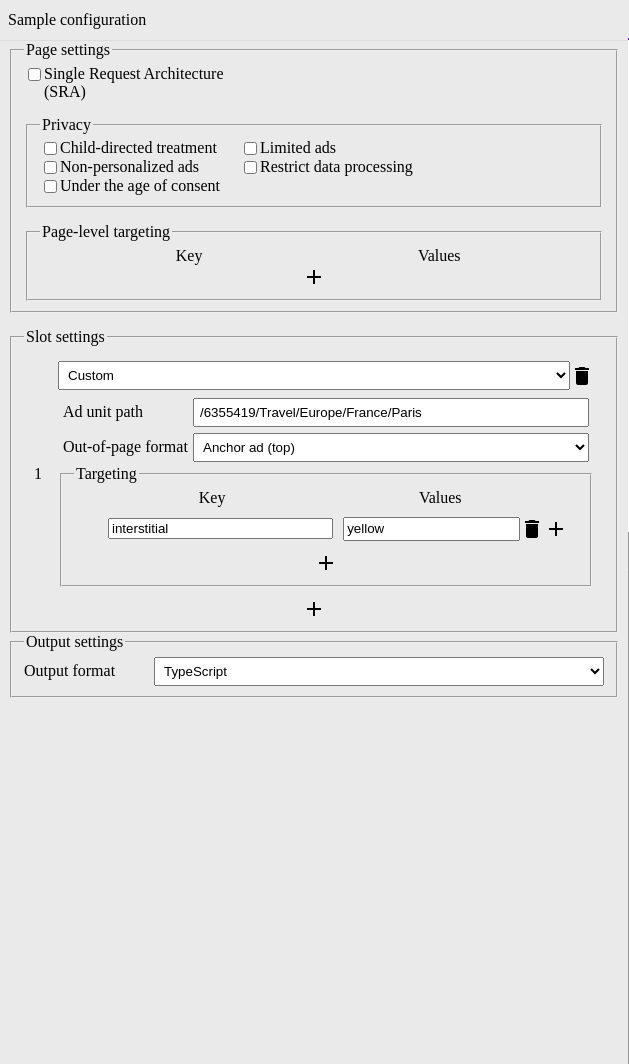 Sample configuration
Page settings
Single Request Architecture
(SRA)
Privacy
Child-directed treatment Limited ads
Non-personalized ads Restrict data processing
Under the age of consent
Page-level targeting
Key Values
Slot settings
Custom
Ad unit path /6355419/Travel/Europe/France/Paris
Out-of-page format Anchor ad (top)
1 Targeting
Key Values
interstitial yellow
Output settings
Output format TypeScript